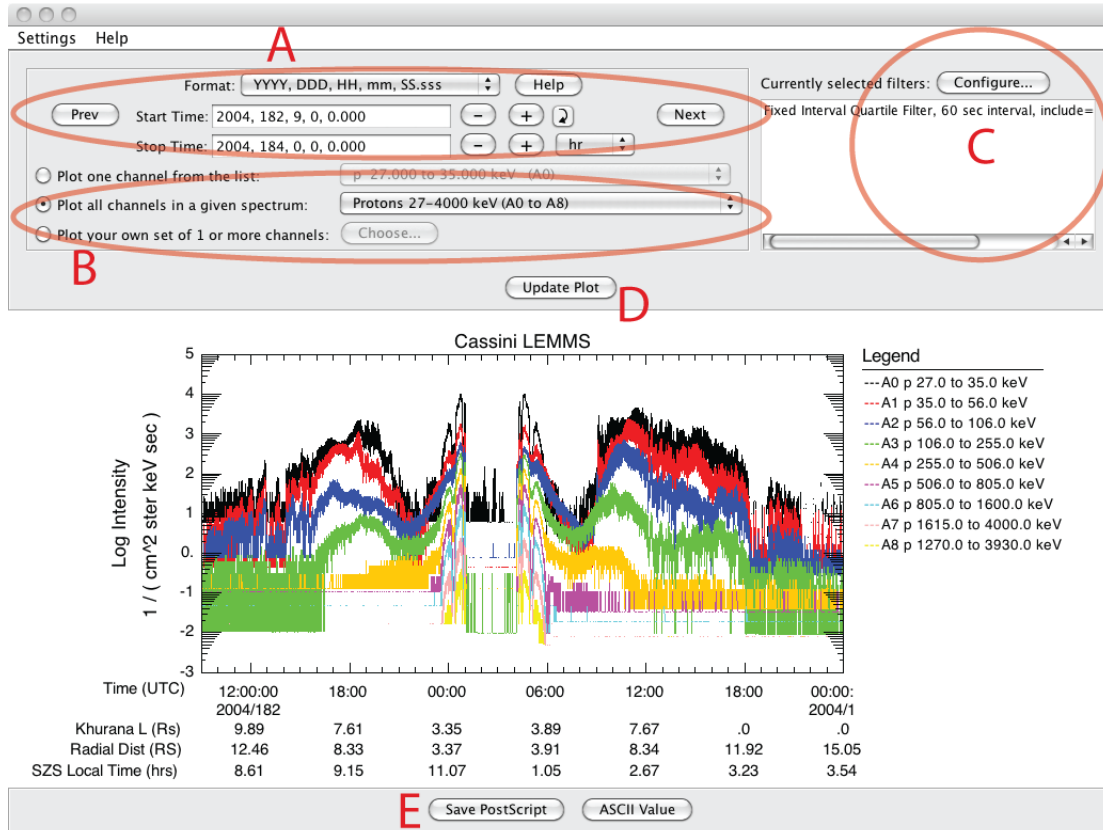 Settings Help
A
Format: YYYY, DDD, HH, mm, SS.sss Help
Prev Start Time: 2004, 182, 9, 0, 0.000 - + Next
Stop Time: 2004, 184, 0, 0, 0.000 - + hr
Plot one channel from the list: p 27.000 to 35.000 keV (A0)
Plot all channels in a given spectrum: Protons 27-4000 keV (A0 to A8)
Plot your own set of 1 or more channels: Choose...
B
Currently selected filters: Configure...
Fixed Interval Quartile Filter, 60 sec interval, include=
C
Update Plot
D
Cassini LEMMS
Log Intensity
1 / ( cm^2 ster keV sec )
5
4
3
2
1
0.
-1
-2
-3
Legend
A0 p 27.0 to 35.0 keV
A1 p 35.0 to 56.0 keV
A2 p 56.0 to 106.0 keV
A3 p 106.0 to 255.0 keV
A4 p 255.0 to 506.0 keV
A5 p 506.0 to 805.0 keV
A6 p 805.0 to 1600.0 keV
A7 p 1615.0 to 4000.0 keV
A8 p 1270.0 to 3930.0 keV
Time (UTC) 12:00:00 18:00 00:00 06:00 12:00 18:00 00:00:
2004/182 2004/1
Khurana L (Rs) 9.89 7.61 3.35 3.89 7.67 .0 .0
Radial Dist (RS) 12.46 8.33 3.37 3.91 8.34 11.92 15.05
SZS Local Time (hrs) 8.61 9.15 11.07 1.05 2.67 3.23 3.54
E Save PostScript ASCII Value